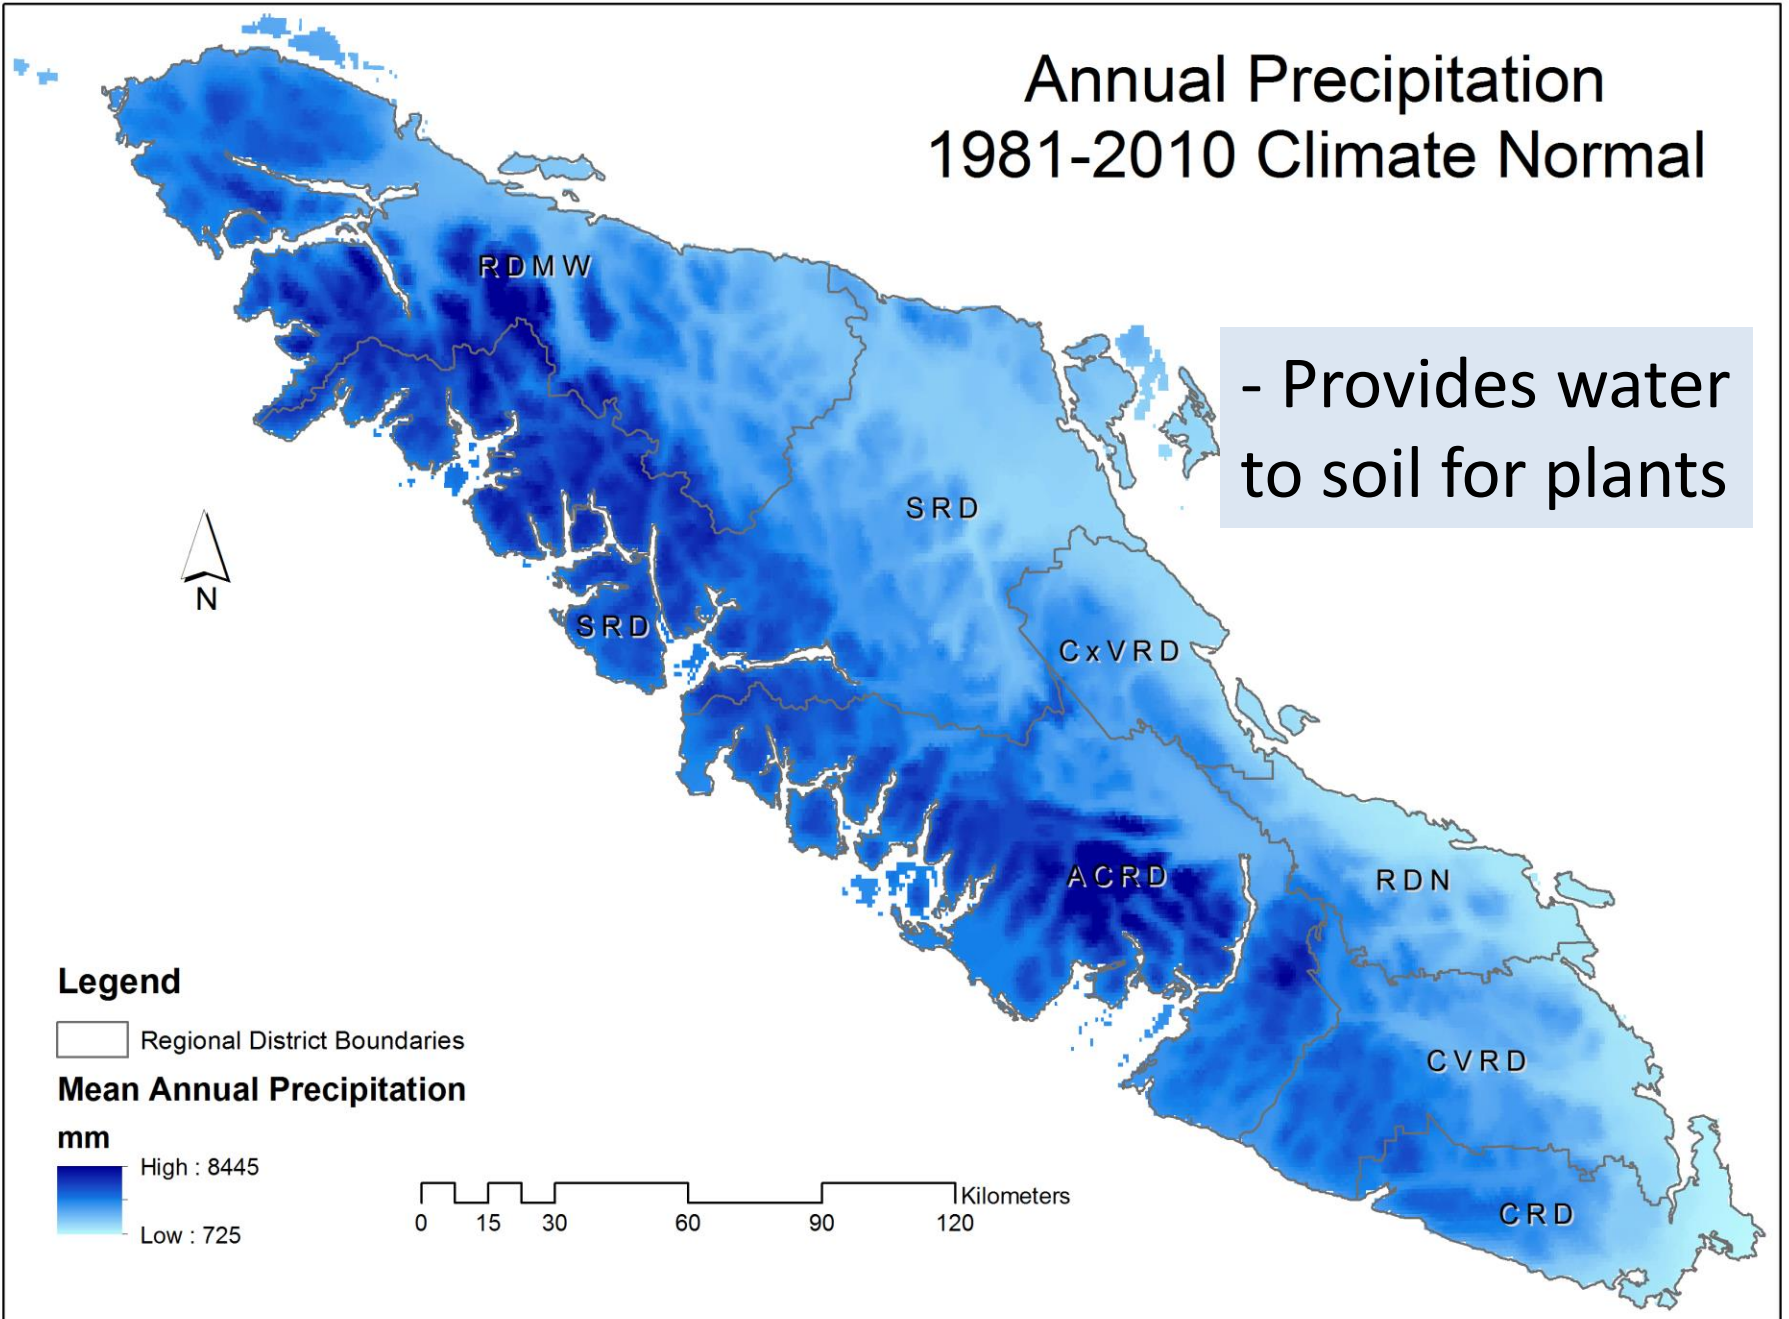 Annual Precipitation
1981-2010 Climate Normal
RDMW
- Provides water
to soil for plants
SRD
N
SRD
CxVRD
ACRD
RDN
CVRD
CRD
Legend
Regional District Boundaries
Mean Annual Precipitation
mm
High : 8445
Low : 725
Kilometers
0 15 30 60 90 120